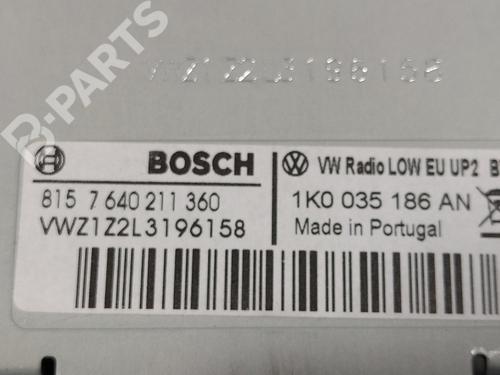 B-PARTS
VWZ1Z2L3196158
BOSCH
VW Radio LOW EU UP2
815 7 640 211 360
1K0 035 186 AN
VWZ1Z2L3196158
Made in Portugal